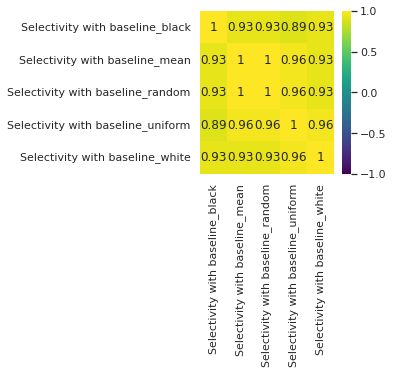 Selectivity with baseline_black 1 0.93 0.93 0.89 0.93
Selectivity with baseline_mean 0.93 1 1 0.96 0.93
Selectivity with baseline_random 0.93 1 1 0.96 0.93
Selectivity with baseline_uniform 0.89 0.96 0.96 1 0.96
Selectivity with baseline_white 0.93 0.93 0.93 0.96 1
Selectivity with baseline_black
Selectivity with baseline_mean
Selectivity with baseline_random
Selectivity with baseline_uniform
Selectivity with baseline_white
1.0
0.5
0.0
−0.5
−1.0